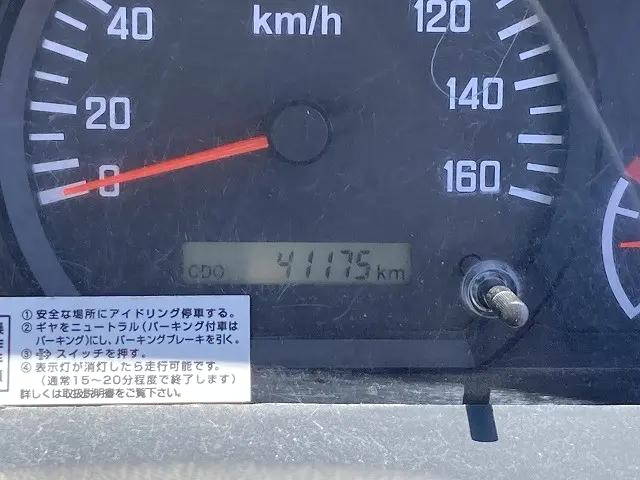 40
km/h
120
20
140
0
160
41175 km
①安全な場所にアイドリング停車する。
②ギヤをニュートラル(パーキング付車は
パーキング)にし、パーキングブレーキを引く。
③ スイッチを押す。
④表示灯が消灯したら走行可能です。
(通常15～20分程度で終了します)
詳しくは取扱説明書をご覧下さい。